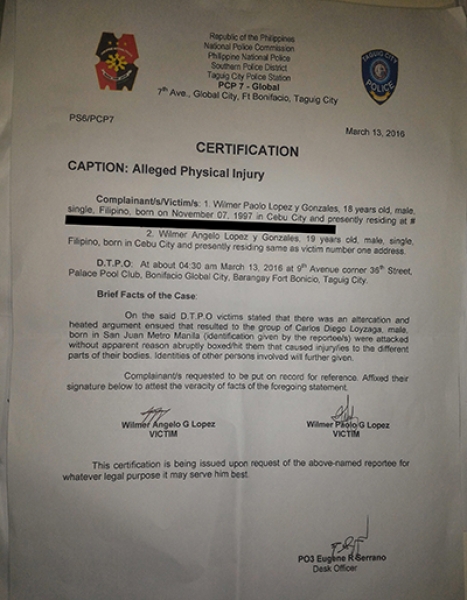 Republic of the Philippines
National Police Commission
Philippine National Police
Southern Police District
Taguig City Police Station
PCP 7 - Global
7th Ave., Global City, Ft Bonifacio, Taguig City
TAGUIG CITY
POLICE
PS6/PCP7
March 13, 2016
CERTIFICATION
CAPTION: Alleged Physical Injury
Complainant/s/Victim/s: 1. Wilmer Paolo Lopez y Gonzales, 18 years old, male,
single, Filipino, born on November 07, 1997 in Cebu City and presently residing at #
2. Wilmer Angelo Lopez y Gonzales, 19 years old, male, single,
Filipino, born in Cebu City and presently residing same as victim number one address.
D.T.P.O: At about 04:30 am March 13, 2016 at 9th Avenue corner 36th Street,
Palace Pool Club, Bonifacio Global City, Barangay Fort Bonicio, Taguig City.
Brief Facts of the Case:
On the said D.T.P.O victims stated that there was an altercation and
heated argument ensued that resulted to the group of Carlos Diego Loyzaga, male,
born in San Juan Metro Manila (identification given by the reportee/s) were attacked
without apparent reason abruptly boxed/hit them that caused injury/ies to the different
parts of their bodies. Identities of other persons involved will further given.
Complainant/s requested to be put on record for reference. Affixed their
signature below to attest the veracity of facts of the foregoing statement.
Wilmer Angelo G Lopez
VICTIM
Wilmer Paolo G Lopez
VICTIM
This certification is being issued upon request of the above-named reportee for
whatever legal purpose it may serve him best.
PO3 Eugene R Serrano
Desk Officer